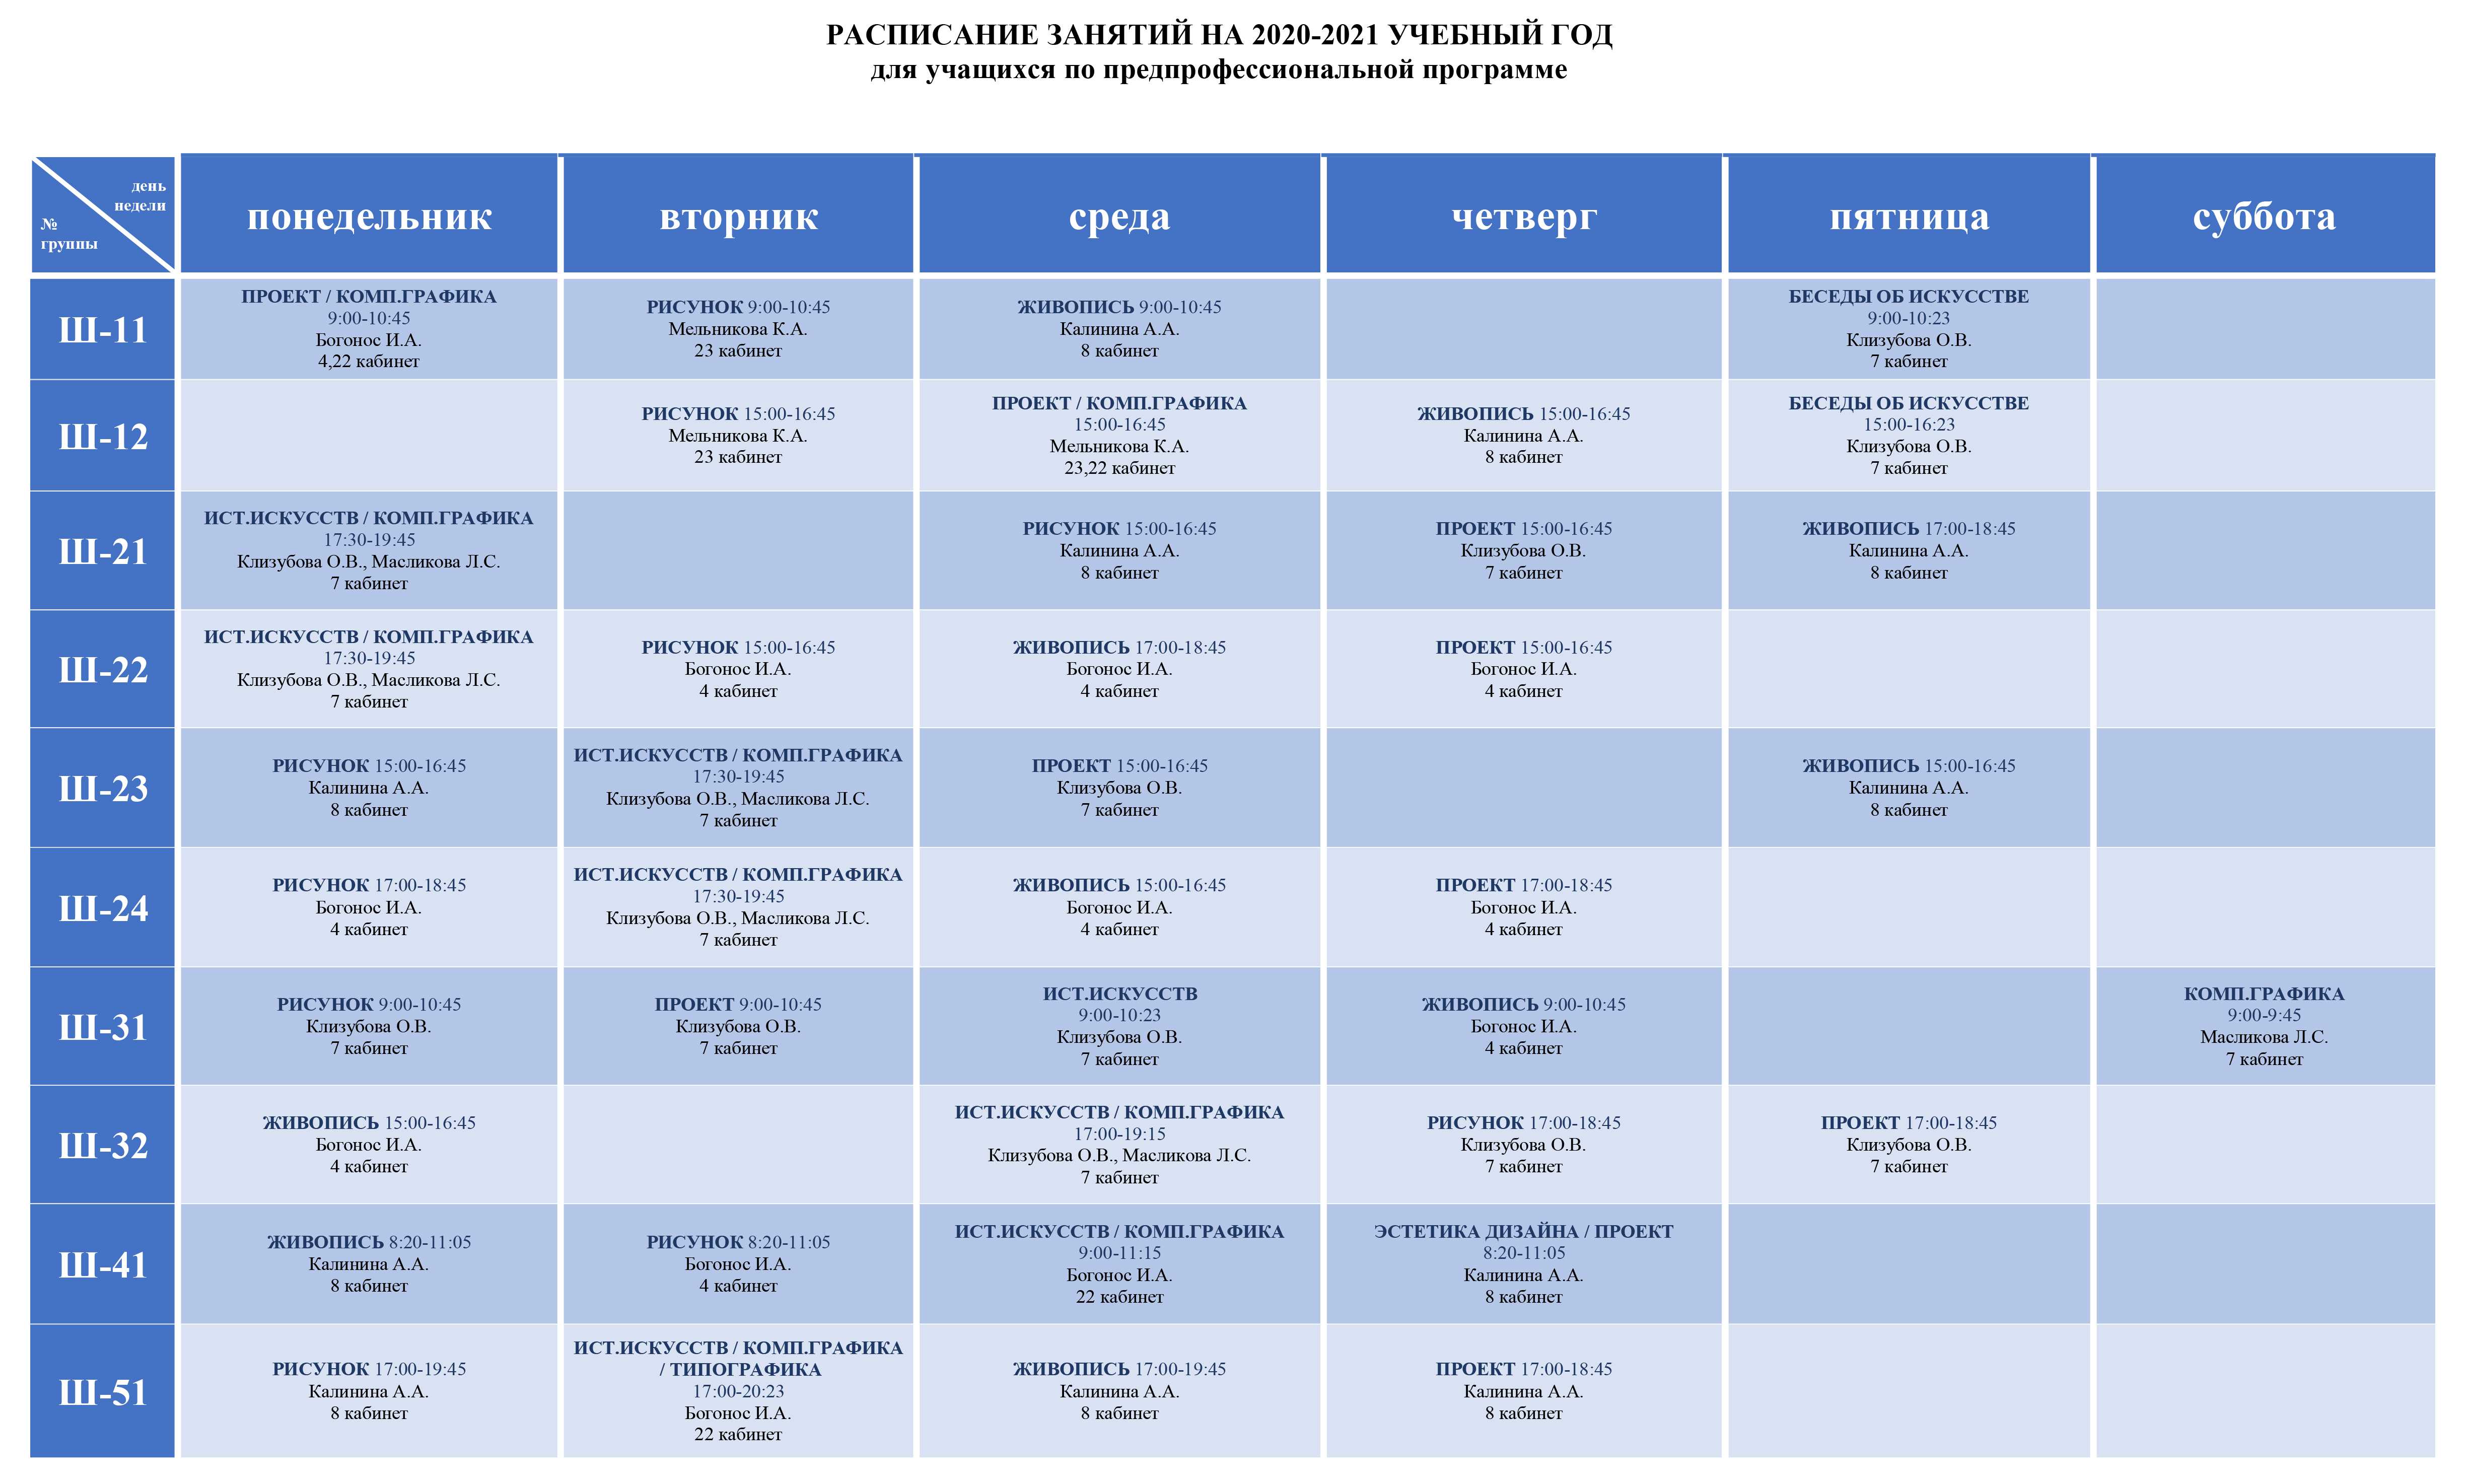 РАСПИСАНИЕ ЗАНЯТИЙ НА 2020-2021 УЧЕБНЫЙ ГОД
для учащихся по предпрофессиональной программе
день
недели
№
группы
понедельник
вторник
среда
четверг
пятница
суббота
Ш-11
ПРОЕКТ / КОМП.ГРАФИКА
9:00-10:45
Богонос И.А.
4,22 кабинет
РИСУНОК 9:00-10:45
Мельникова К.А.
23 кабинет
ЖИВОПИСЬ 9:00-10:45
Калинина А.А.
8 кабинет
БЕСЕДЫ ОБ ИСКУССТВЕ
9:00-10:23
Клизубова О.В.
7 кабинет
Ш-12
РИСУНОК 15:00-16:45
Мельникова К.А.
23 кабинет
ПРОЕКТ / КОМП.ГРАФИКА
15:00-16:45
Мельникова К.А.
23,22 кабинет
ЖИВОПИСЬ 15:00-16:45
Калинина А.А.
8 кабинет
БЕСЕДЫ ОБ ИСКУССТВЕ
15:00-16:23
Клизубова О.В.
7 кабинет
Ш-21
ИСТ.ИСКУССТВ / КОМП.ГРАФИКА
17:30-19:45
Клизубова О.В., Масликова Л.С.
7 кабинет
РИСУНОК 15:00-16:45
Калинина А.А.
8 кабинет
ПРОЕКТ 15:00-16:45
Клизубова О.В.
7 кабинет
ЖИВОПИСЬ 17:00-18:45
Калинина А.А.
8 кабинет
Ш-22
ИСТ.ИСКУССТВ / КОМП.ГРАФИКА
17:30-19:45
Клизубова О.В., Масликова Л.С.
7 кабинет
РИСУНОК 15:00-16:45
Богонос И.А.
4 кабинет
ЖИВОПИСЬ 17:00-18:45
Богонос И.А.
4 кабинет
ПРОЕКТ 15:00-16:45
Богонос И.А.
4 кабинет
Ш-23
РИСУНОК 15:00-16:45
Калинина А.А.
8 кабинет
ИСТ.ИСКУССТВ / КОМП.ГРАФИКА
17:30-19:45
Клизубова О.В., Масликова Л.С.
7 кабинет
ПРОЕКТ 15:00-16:45
Клизубова О.В.
7 кабинет
ЖИВОПИСЬ 15:00-16:45
Калинина А.А.
8 кабинет
Ш-24
РИСУНОК 17:00-18:45
Богонос И.А.
4 кабинет
ИСТ.ИСКУССТВ / КОМП.ГРАФИКА
17:30-19:45
Клизубова О.В., Масликова Л.С.
7 кабинет
ЖИВОПИСЬ 15:00-16:45
Богонос И.А.
4 кабинет
ПРОЕКТ 17:00-18:45
Богонос И.А.
4 кабинет
Ш-31
РИСУНОК 9:00-10:45
Клизубова О.В.
7 кабинет
ПРОЕКТ 9:00-10:45
Клизубова О.В.
7 кабинет
ИСТ.ИСКУССТВ
9:00-10:23
Клизубова О.В.
7 кабинет
ЖИВОПИСЬ 9:00-10:45
Богонос И.А.
4 кабинет
КОМП.ГРАФИКА
9:00-9:45
Масликова Л.С.
7 кабинет
Ш-32
ЖИВОПИСЬ 15:00-16:45
Богонос И.А.
4 кабинет
ИСТ.ИСКУССТВ / КОМП.ГРАФИКА
17:00-19:15
Клизубова О.В., Масликова Л.С.
7 кабинет
РИСУНОК 17:00-18:45
Клизубова О.В.
7 кабинет
ПРОЕКТ 17:00-18:45
Клизубова О.В.
7 кабинет
Ш-41
ЖИВОПИСЬ 8:20-11:05
Калинина А.А.
8 кабинет
РИСУНОК 8:20-11:05
Богонос И.А.
4 кабинет
ИСТ.ИСКУССТВ / КОМП.ГРАФИКА
9:00-11:15
Богонос И.А.
22 кабинет
ЭСТЕТИКА ДИЗАЙНА / ПРОЕКТ
8:20-11:05
Калинина А.А.
8 кабинет
Ш-51
РИСУНОК 17:00-19:45
Калинина А.А.
8 кабинет
ИСТ.ИСКУССТВ / КОМП.ГРАФИКА
/ ТИПОГРАФИКА
17:00-20:23
Богонос И.А.
22 кабинет
ЖИВОПИСЬ 17:00-19:45
Калинина А.А.
8 кабинет
ПРОЕКТ 17:00-18:45
Калинина А.А.
8 кабинет